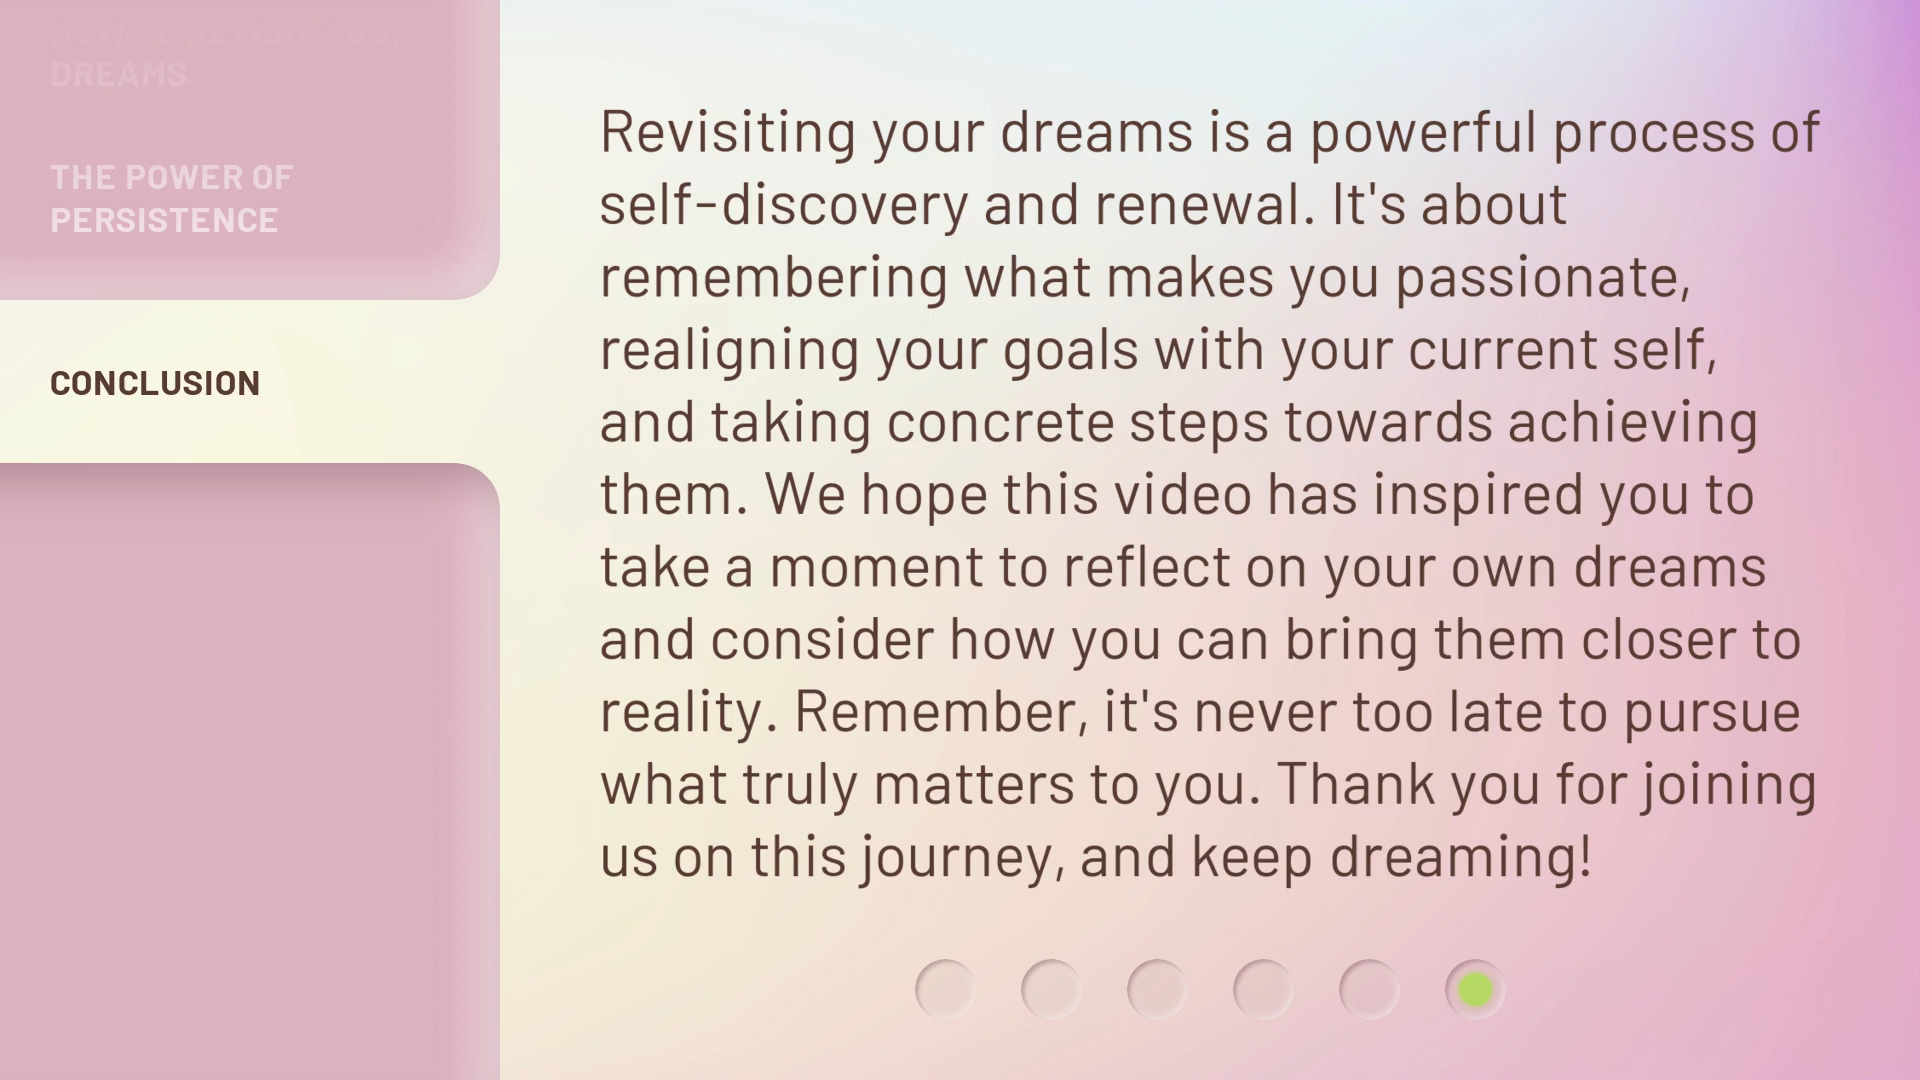 HOW TO REVISIT YOUR
DREAMS
THE POWER OF
PERSISTENCE
CONCLUSION
Revisiting your dreams is a powerful process of
self-discovery and renewal. It's about
remembering what makes you passionate,
realigning your goals with your current self,
and taking concrete steps towards achieving
them. We hope this video has inspired you to
take a moment to reflect on your own dreams
and consider how you can bring them closer to
reality. Remember, it's never too late to pursue
what truly matters to you. Thank you for joining
us on this journey, and keep dreaming!